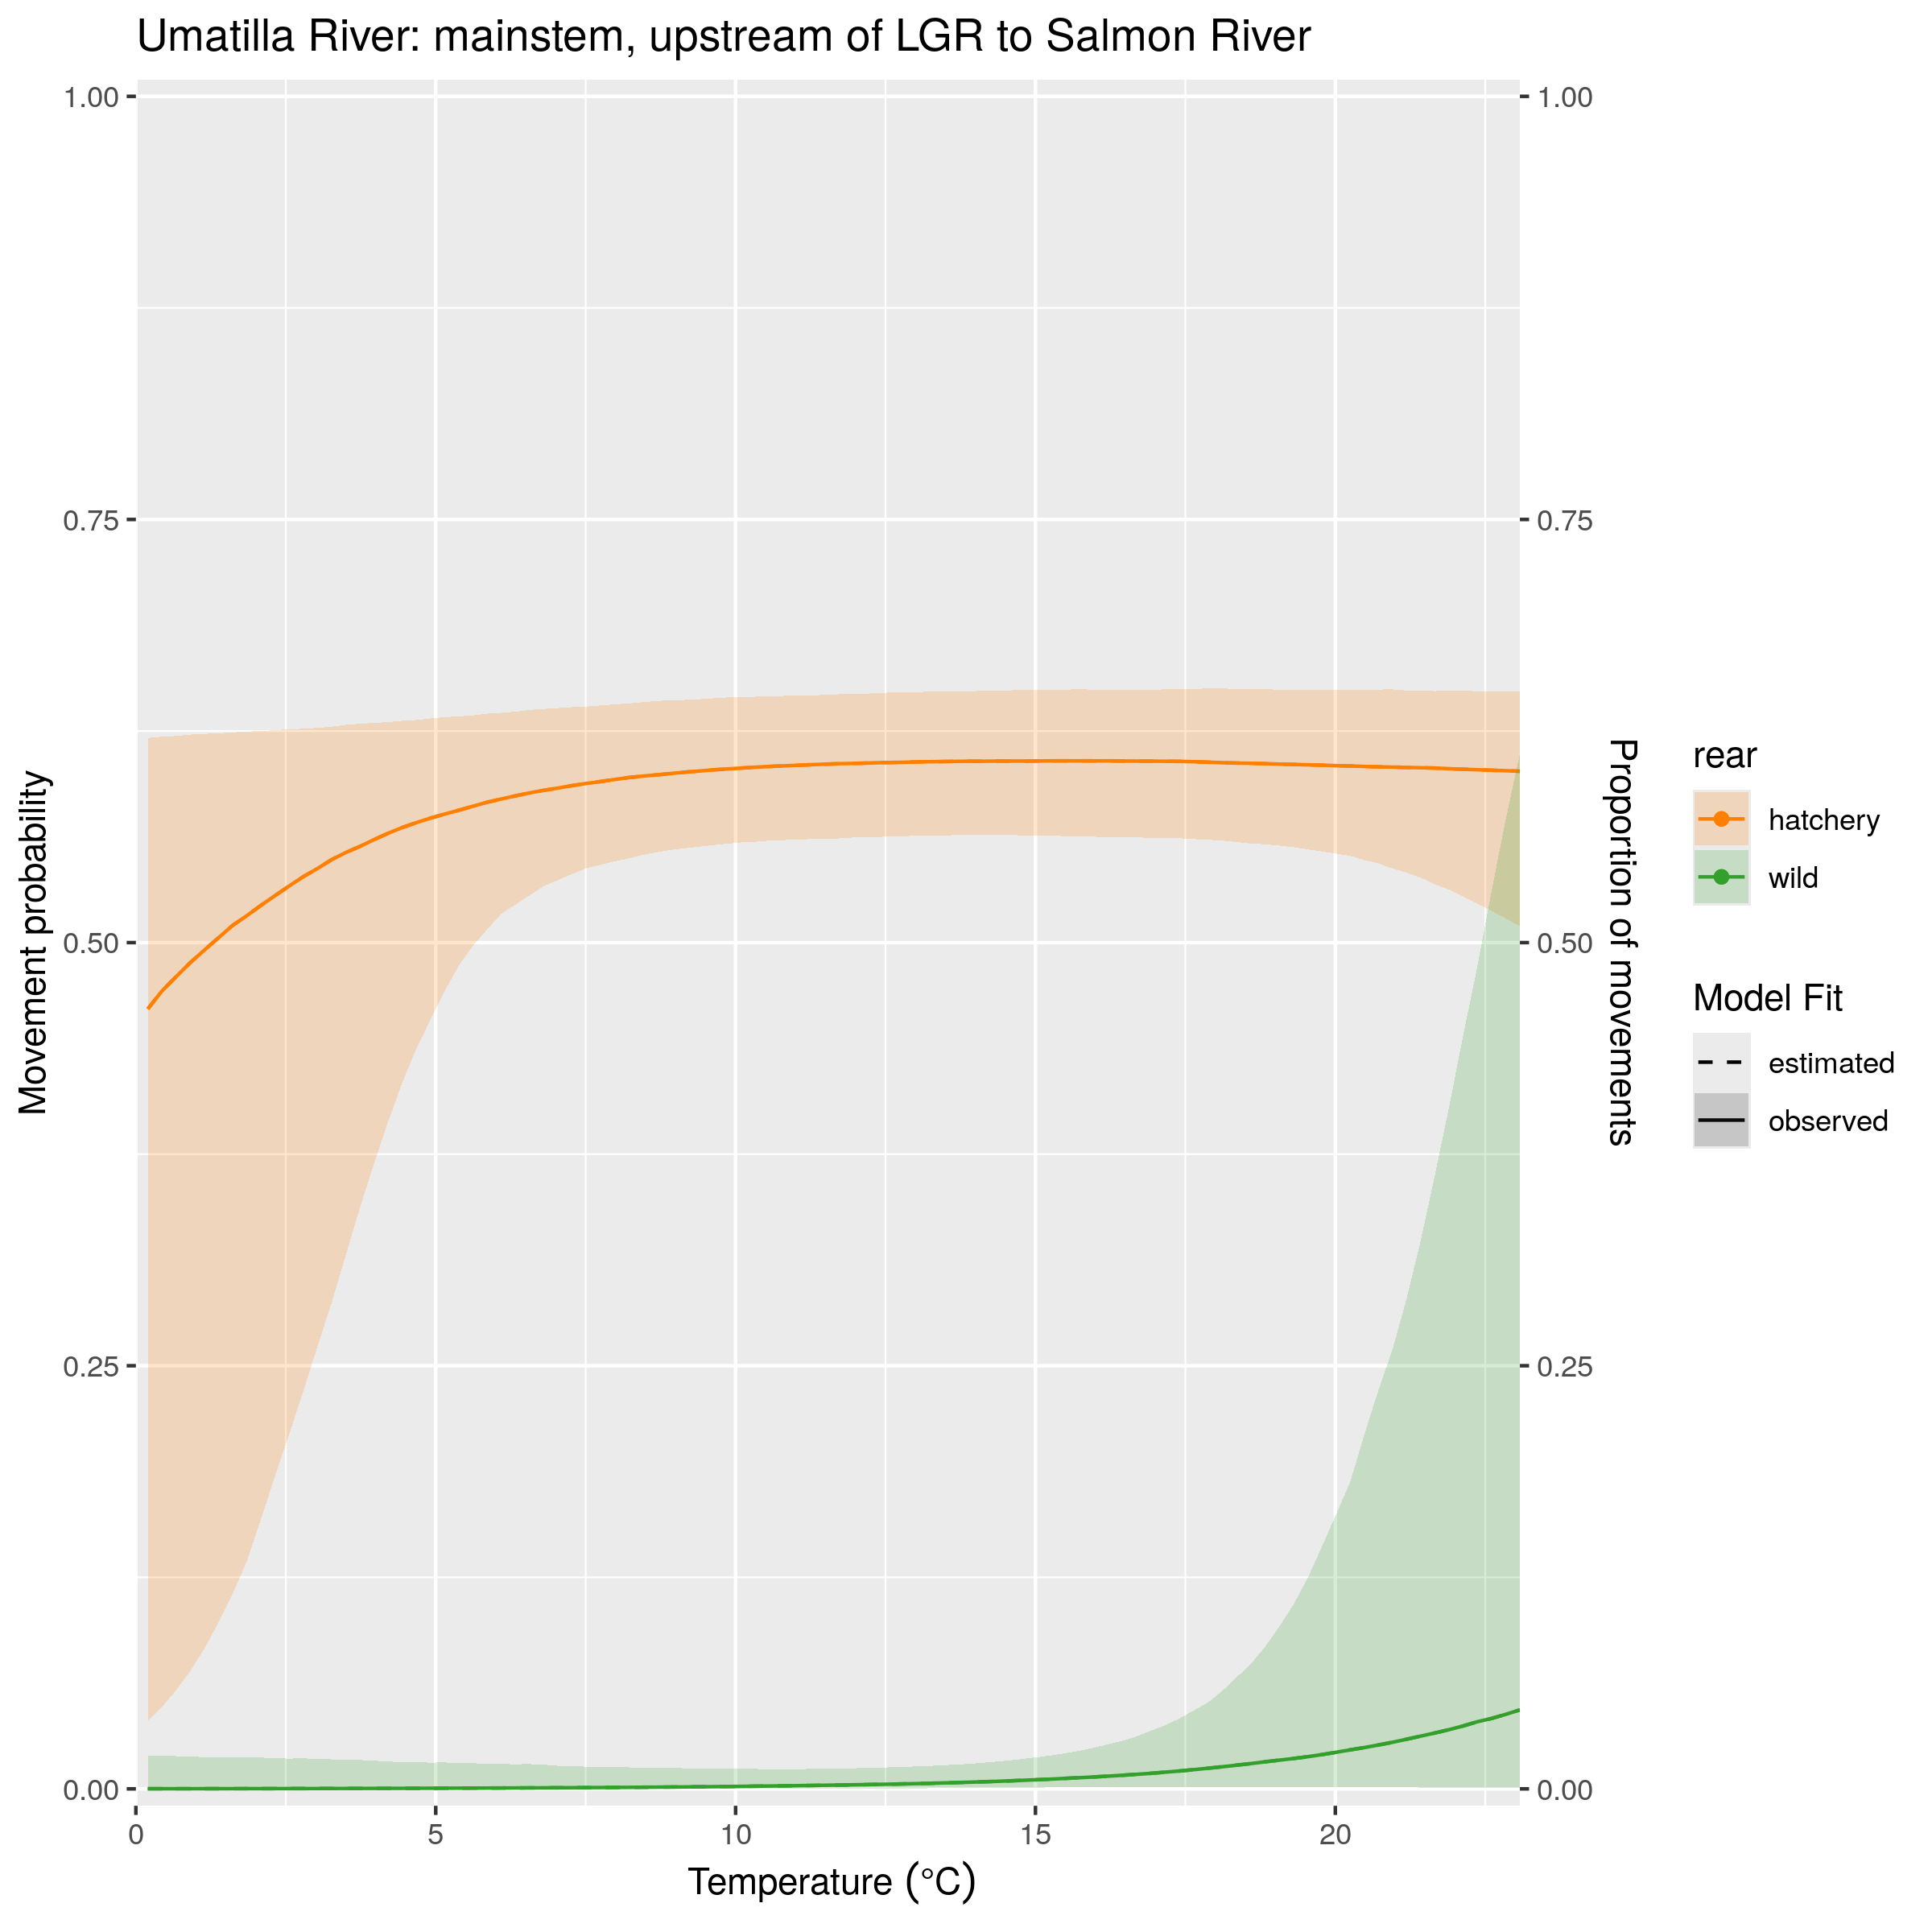 Umatilla River: mainstem, upstream of LGR to Salmon River
1.00
0.75
0.50
0.25
0.00
Movement probability
0
5
10
15
20
Temperature (°C)
1.00
0.75
0.50
0.25
0.00
Proportion of movements
rear
hatchery
wild
Model Fit
estimated
observed